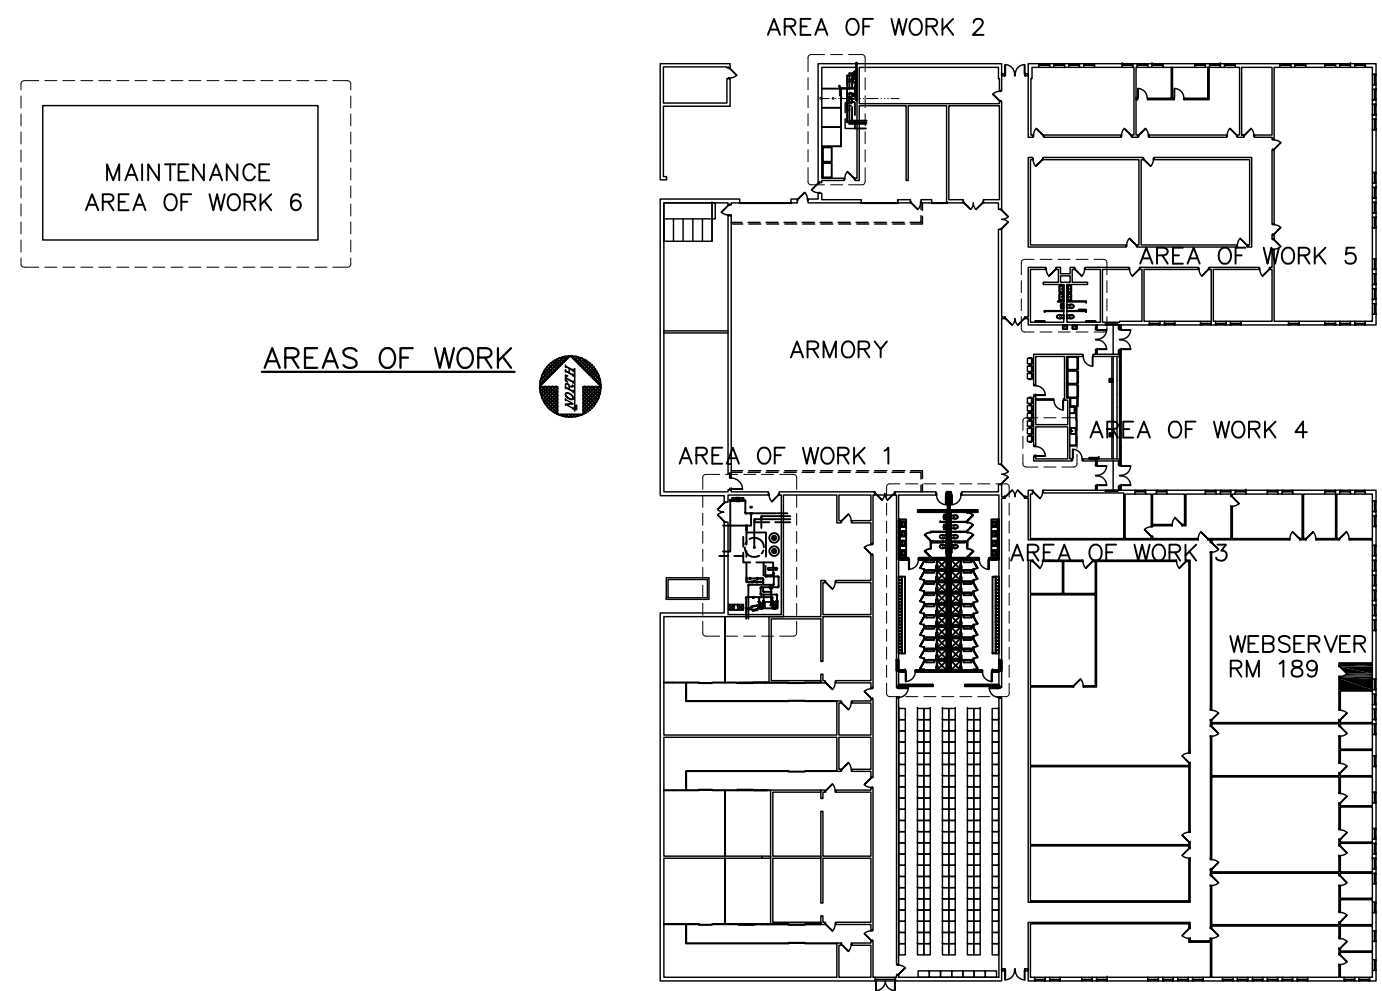 AREA OF WORK 2
MAINTENANCE
AREA OF WORK 6
AREA OF WORK 5
ARMORY
AREAS OF WORK
NORTH
AREA OF WORK 4
AREA OF WORK 1
AREA OF WORK 3
WEBSERVER
RM 189